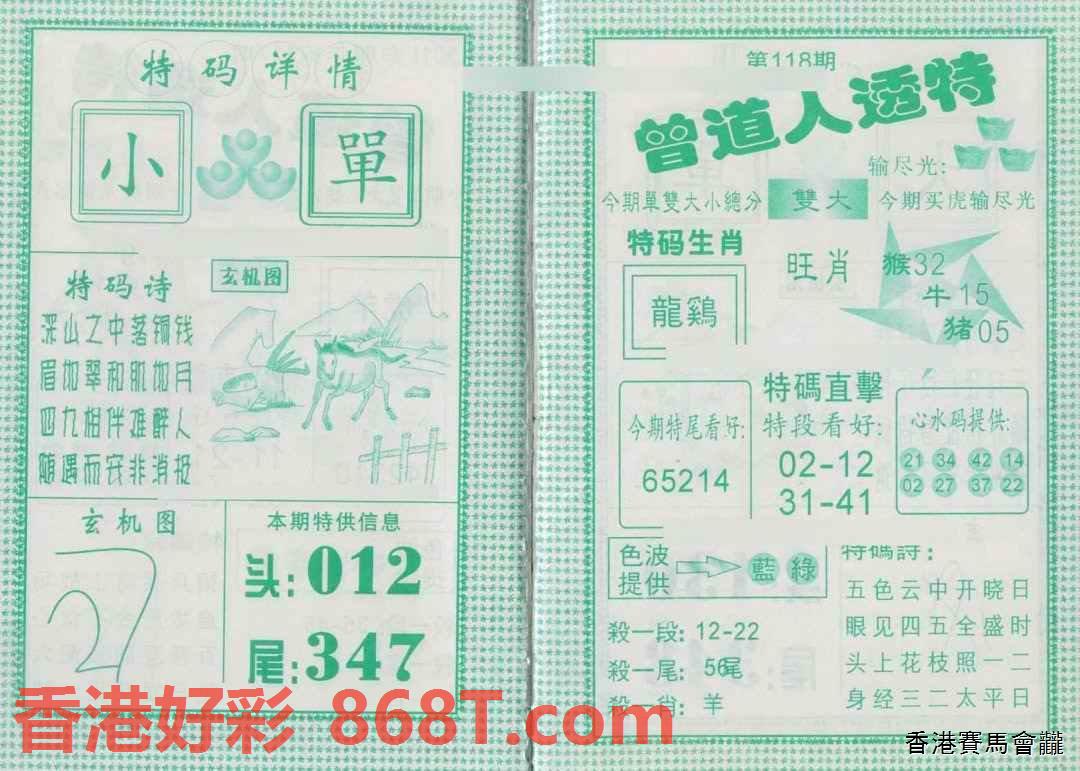 特码详情
小 單
特码诗
玄机图
深山之中落铜钱
眉如翠和肌如月
四九相伴难醉人
随遇而安非消极
玄机图
27
本期特供信息
头:012
尾:347
第118期
曾道人透特
输尽光:
今期單雙大小總分 雙大 今期买虎输尽光
特码生肖
龍鷄
旺肖
猴32
牛15
猪05
今期特尾看好:
65214
特碼直擊
特段看好:
02-12
31-41
心水码提供:
21 34 42 14
02 27 37 22
色波
提供
藍 綠
殺一段: 12-22
殺一尾: 56尾
殺一肖: 羊
特碼詩:
五色云中开晓日
眼见四五全盛时
头上花枝照一二
身经三二太平日
香港好彩 868T.com
香港賽馬會